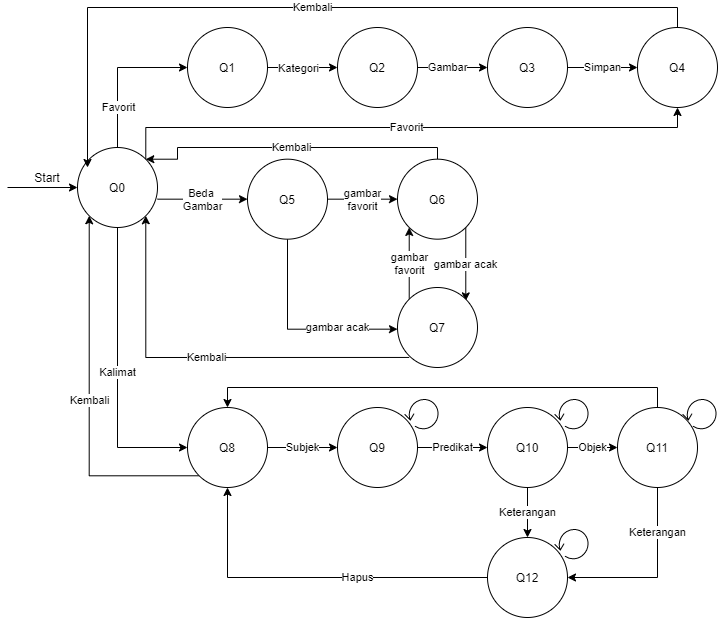 Kembali
Q1
Kategori
Q2
Gambar
Q3
Simpan
Q4
Favorit
Favorit
Kembali
Start
Q0
Beda
Gambar
Q5
gambar
favorit
Q6
gambar
favorit
gambar acak
gambar acak
Q7
Kembali
Kalimat
Kembali
Q8
Subjek
Q9
Predikat
Q10
Objek
Q11
Keterangan
Keterangan
Hapus
Q12